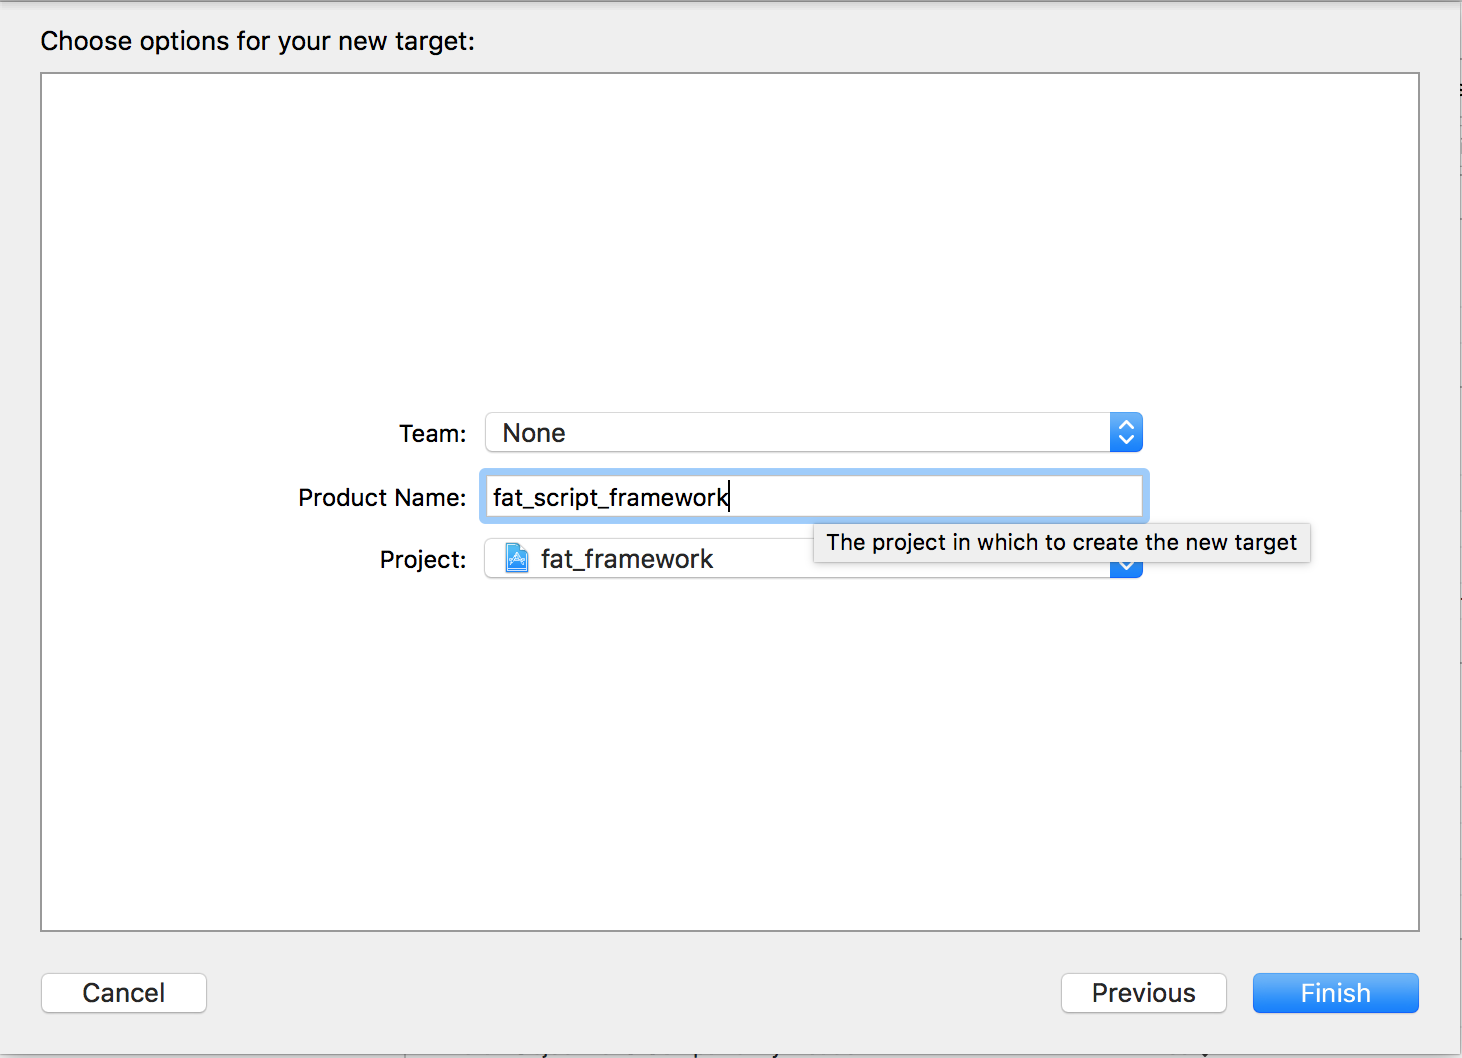 Choose options for your new target:
Team: None
Product Name: fat_script_framework
The project in which to create the new target
Project: fat_framework
Cancel Previous Finish